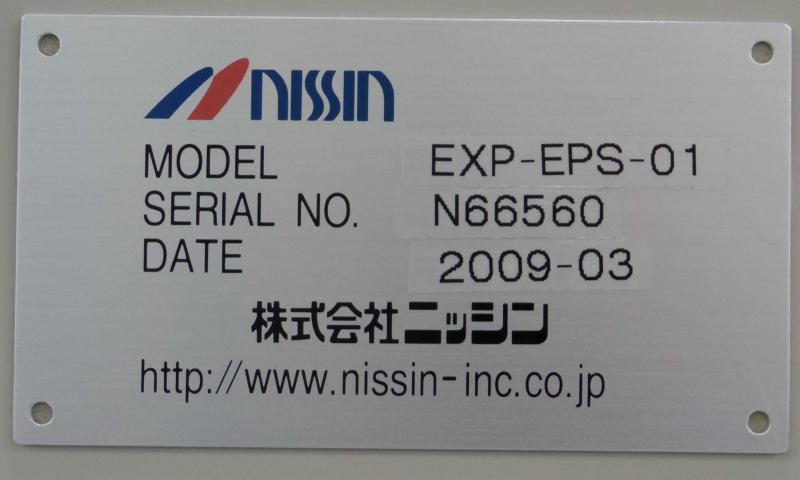 nissin
MODEL EXP-EPS-01
SERIAL NO. N66560
DATE 2009-03
株式会社ニッシン
http://www.nissin-inc.co.jp